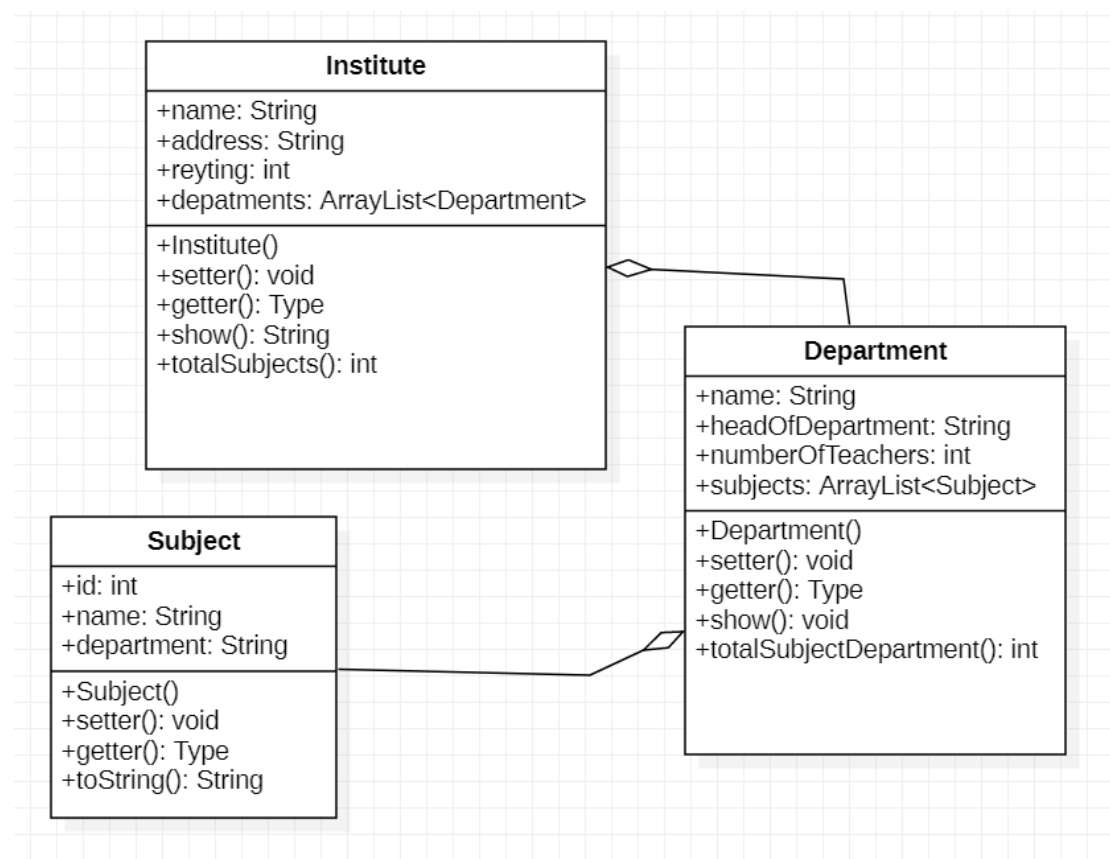 Institute
+name: String
+address: String
+reyting: int
+depatments: ArrayList<Department>
+Institute()
+setter(): void
+getter(): Type
+show(): String
+totalSubjects(): int
Department
+name: String
+headOfDepartment: String
+numberOfTeachers: int
+subjects: ArrayList<Subject>
+Department()
+setter(): void
+getter(): Type
+show(): void
+totalSubjectDepartment(): int
Subject
+id: int
+name: String
+department: String
+Subject()
+setter(): void
+getter(): Type
+toString(): String